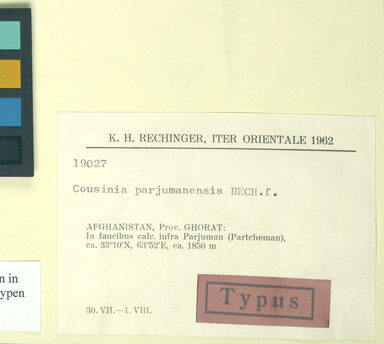 K. H. RECHINGER, ITER ORIENTALE 1962
19027
Cousinia parjumanensis RECH.f.
AFGHANISTAN, Prov. GHORAT:
In faucibus calc. infra Parjuman (Partcheman),
ca. 33°10'N, 63°52'E, ca. 1850 m
Typus
30. VII.—1. VIII.
n in
ypen